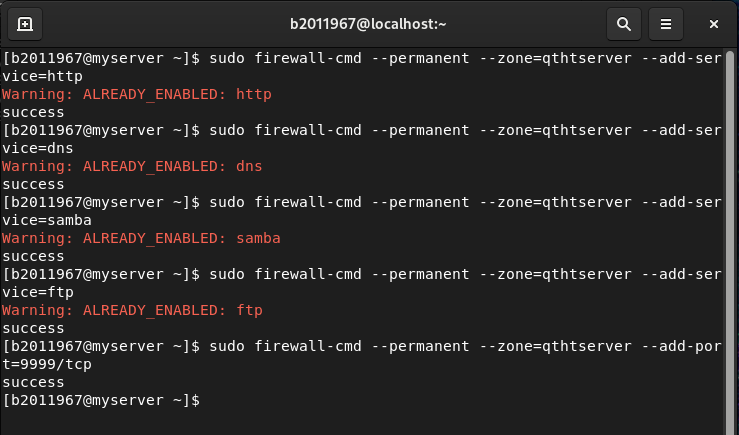 b2011967@localhost:~
[b2011967@myserver ~]$ sudo firewall-cmd --permanent --zone=qthtserver --add-ser
vice=http
Warning: ALREADY_ENABLED: http
success
[b2011967@myserver ~]$ sudo firewall-cmd --permanent --zone=qthtserver --add-ser
vice=dns
Warning: ALREADY_ENABLED: dns
success
[b2011967@myserver ~]$ sudo firewall-cmd --permanent --zone=qthtserver --add-ser
vice=samba
Warning: ALREADY_ENABLED: samba
success
[b2011967@myserver ~]$ sudo firewall-cmd --permanent --zone=qthtserver --add-ser
vice=ftp
Warning: ALREADY_ENABLED: ftp
success
[b2011967@myserver ~]$ sudo firewall-cmd --permanent --zone=qthtserver --add-por
t=9999/tcp
success
[b2011967@myserver ~]$